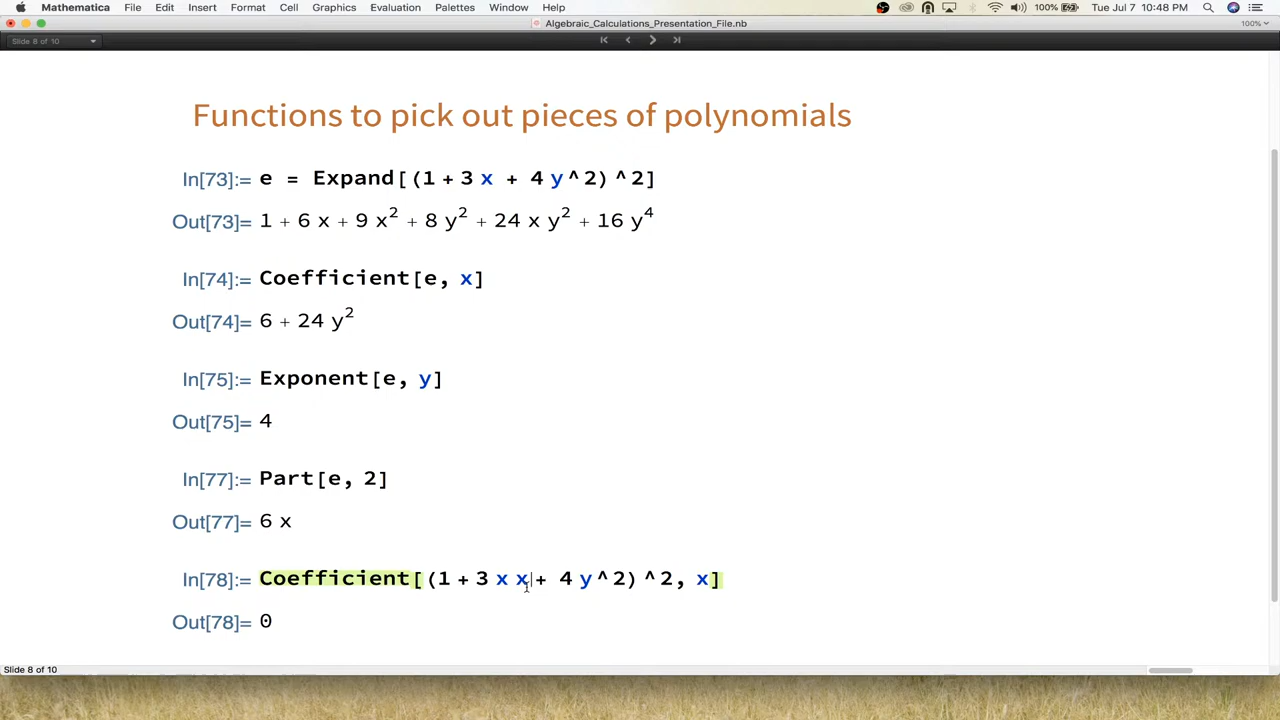 Mathematica File Edit Insert Format Cell Graphics Evaluation Palettes Window Help 100% Tue Jul 7 10:48 PM
Algebraic_Calculations_Presentation_File.nb 100%
Slide 8 of 10
Functions to pick out pieces of polynomials
In[73]:= e = Expand[(1 + 3 x + 4 y^2)^2]
Out[73]= 1 + 6 x + 9 x² + 8 y² + 24 x y² + 16 y⁴
In[74]:= Coefficient[e, x]
Out[74]= 6 + 24 y²
In[75]:= Exponent[e, y]
Out[75]= 4
In[77]:= Part[e, 2]
Out[77]= 6 x
In[78]:= Coefficient[(1 + 3 x x + 4 y^2)^2, x]
Out[78]= 0
Slide 8 of 10